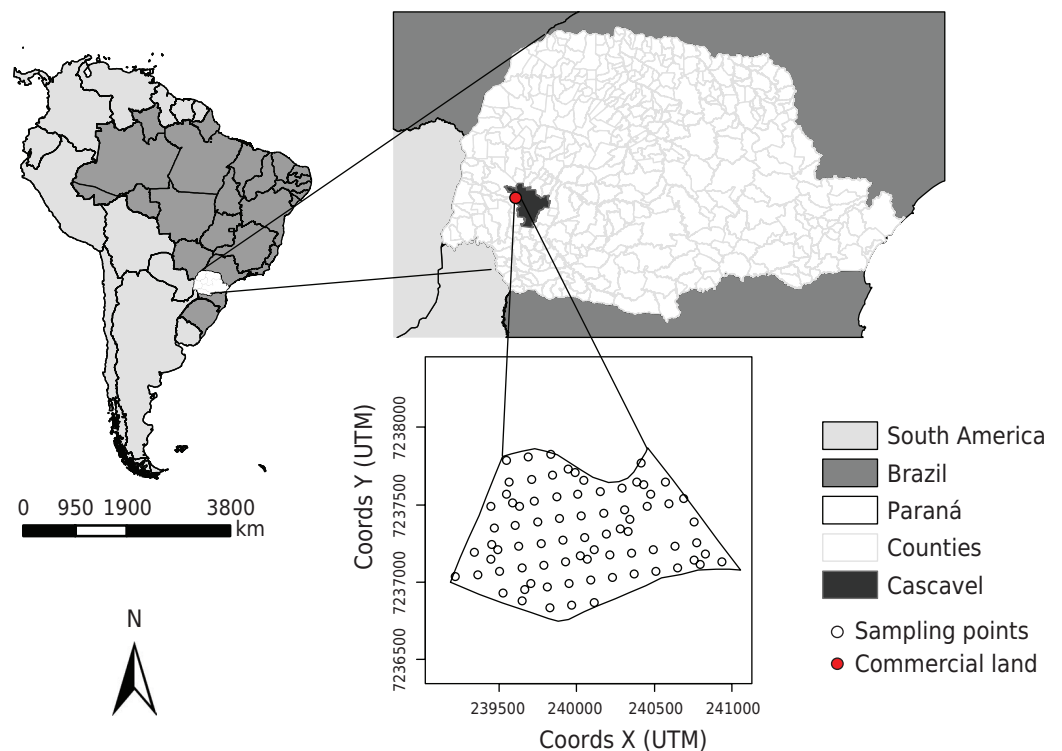 0 950 1900 3800
km
N
Coords Y (UTM)
7238000
7237500
7237000
7236500
239500 240000 240500 241000
Coords X (UTM)
South America
Brazil
Paraná
Counties
Cascavel
Sampling points
Commercial land